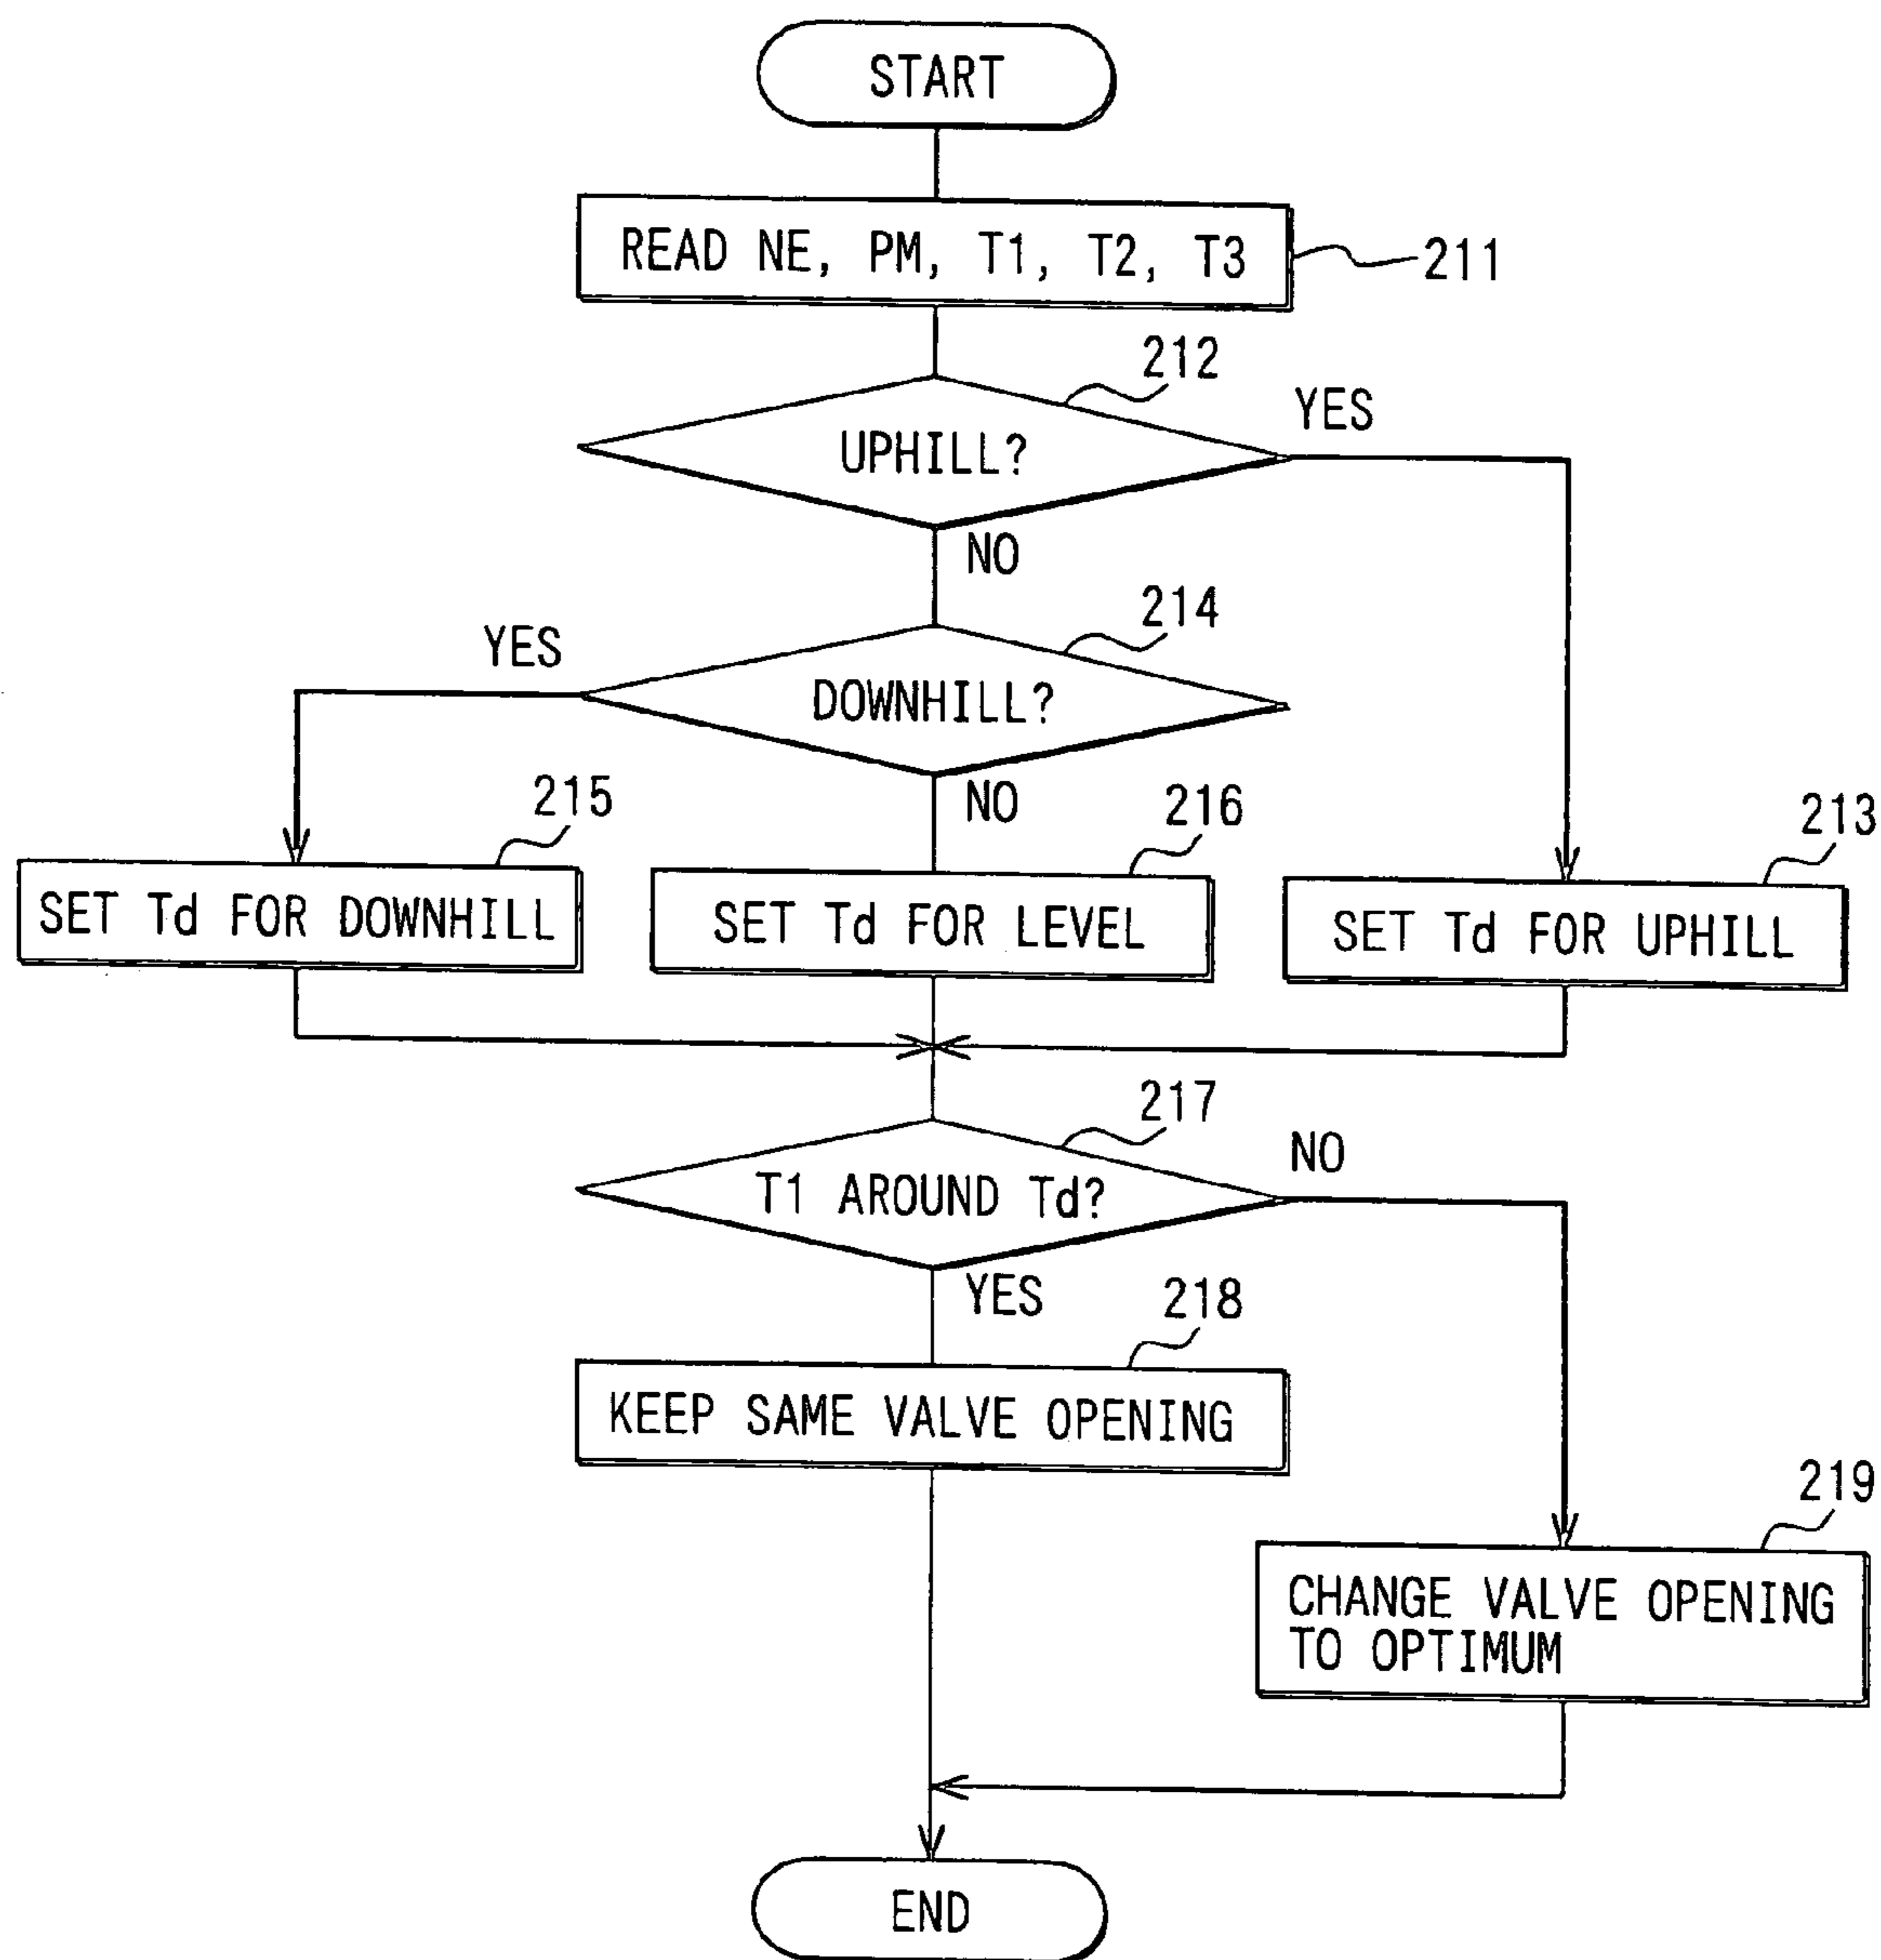 START
READ NE, PM, T1, T2, T3
211
212
YES
UPHILL?
NO
214
YES
DOWNHILL?
NO
215
216
213
SET Td FOR DOWNHILL
SET Td FOR LEVEL
SET Td FOR UPHILL
217
NO
T1 AROUND Td?
YES
218
KEEP SAME VALVE OPENING
219
CHANGE VALVE OPENING
TO OPTIMUM
END